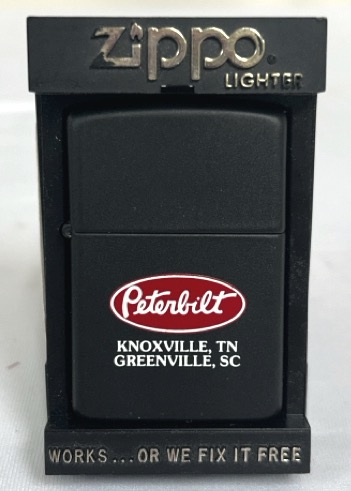 Zippo
LIGHTER
Peterbilt
KNOXVILLE, TN
GREENVILLE, SC
WORKS...OR WE FIX IT FREE